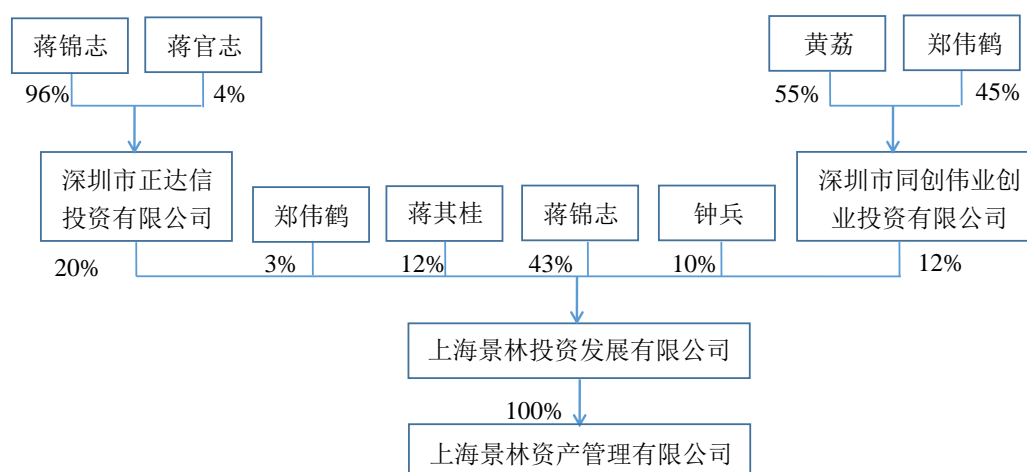 蒋锦志
蒋官志
黄荔
郑伟鹤
96%
4%
55%
45%
深圳市正达信
投资有限公司
郑伟鹤
蒋其桂
蒋锦志
钟兵
深圳市同创伟业创
业投资有限公司
20%
3%
12%
43%
10%
12%
上海景林投资发展有限公司
100%
上海景林资产管理有限公司